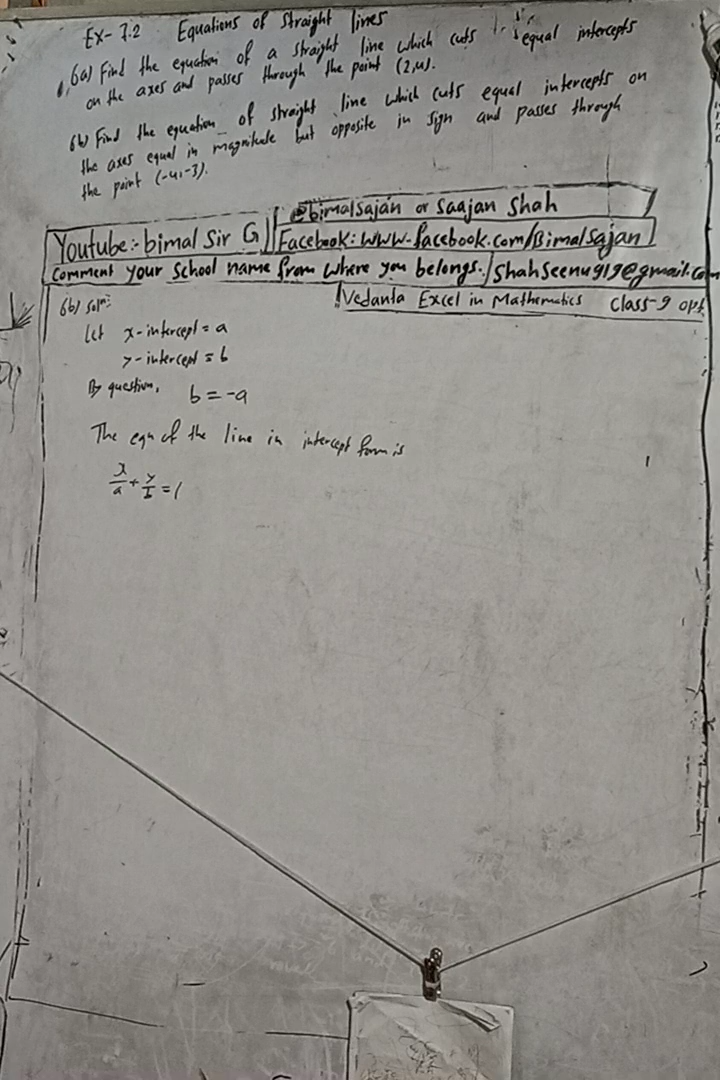 Ex- 7.2 Equations of straight lines
6a) Find the equation of a straight line which cuts equal intercepts
on the axes and passes through the point (2,4).
6b) Find the equation of straight line which cuts equal intercepts on
the axes equal in magnitude but opposite in sign and passes through
the point (-4,-3).
@bimalsajan or Saajan Shah
Youtube:- bimal Sir G
Facebook: www.facebook.com/Bimalsajan
Comment your School name from where you belongs.
shahseenu919@gmail.com
Vedanta Excel in Mathematics Class-9 opt
6b) soln:
Let x-intercept = a
y-intercept = b
By question, b = -a
The eqn of the line in intercept form is
x/a + y/b = 1